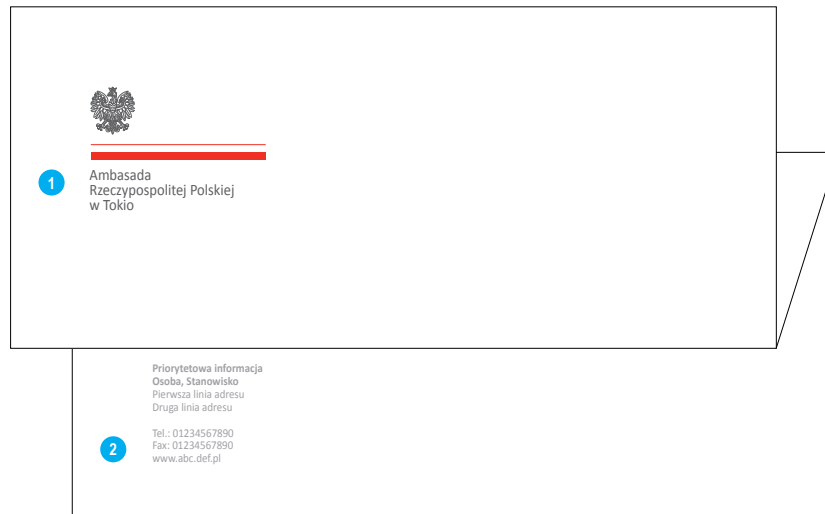 1
Ambasada
Rzeczypospolitej Polskiej
w Tokio
Priorytetowa informacja
Osoba, Stanowisko
Pierwsza linia adresu
Druga linia adresu
2
Tel.: 01234567890
Fax: 01234567890
www.abc.def.pl